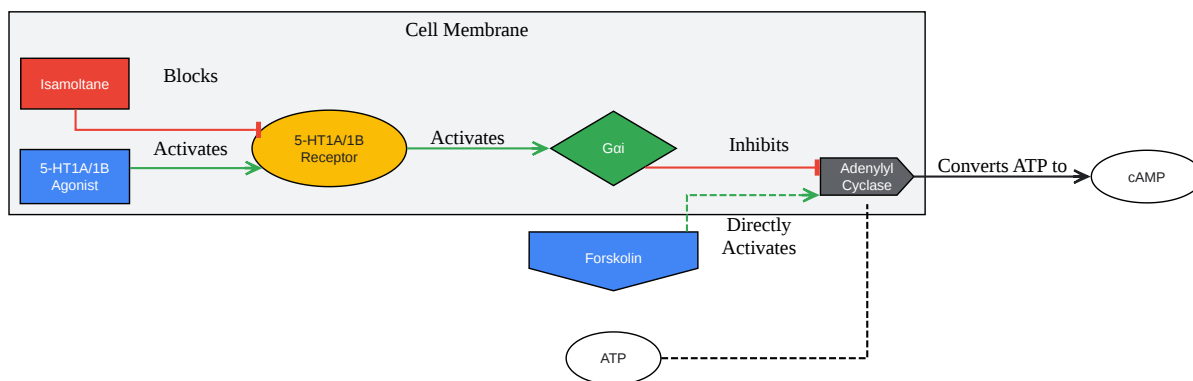 Cell Membrane
Isamoltane
Blocks
5-HT1A/1B
Agonist
Activates
5-HT1A/1B
Receptor
Activates
Gαi
Inhibits
Adenylyl
Cyclase
Converts ATP to
cAMP
Directly
Activates
Forskolin
ATP